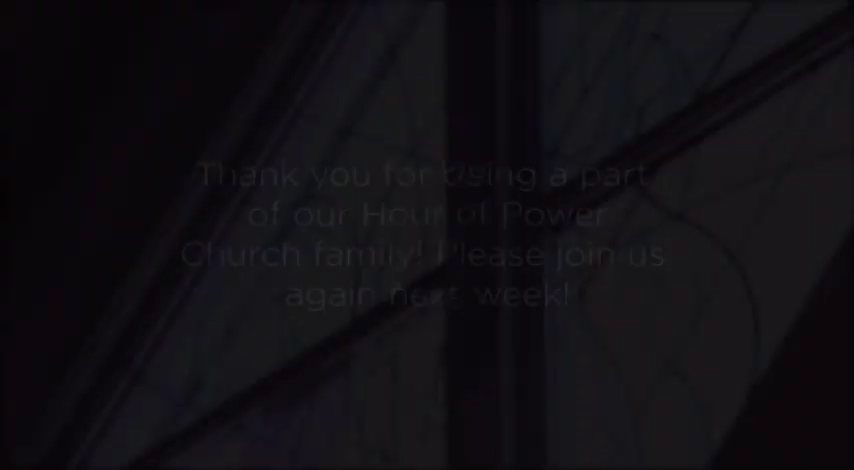 Thank you for being a part
of our Hour of Power
Church family! Please join us
again next week!